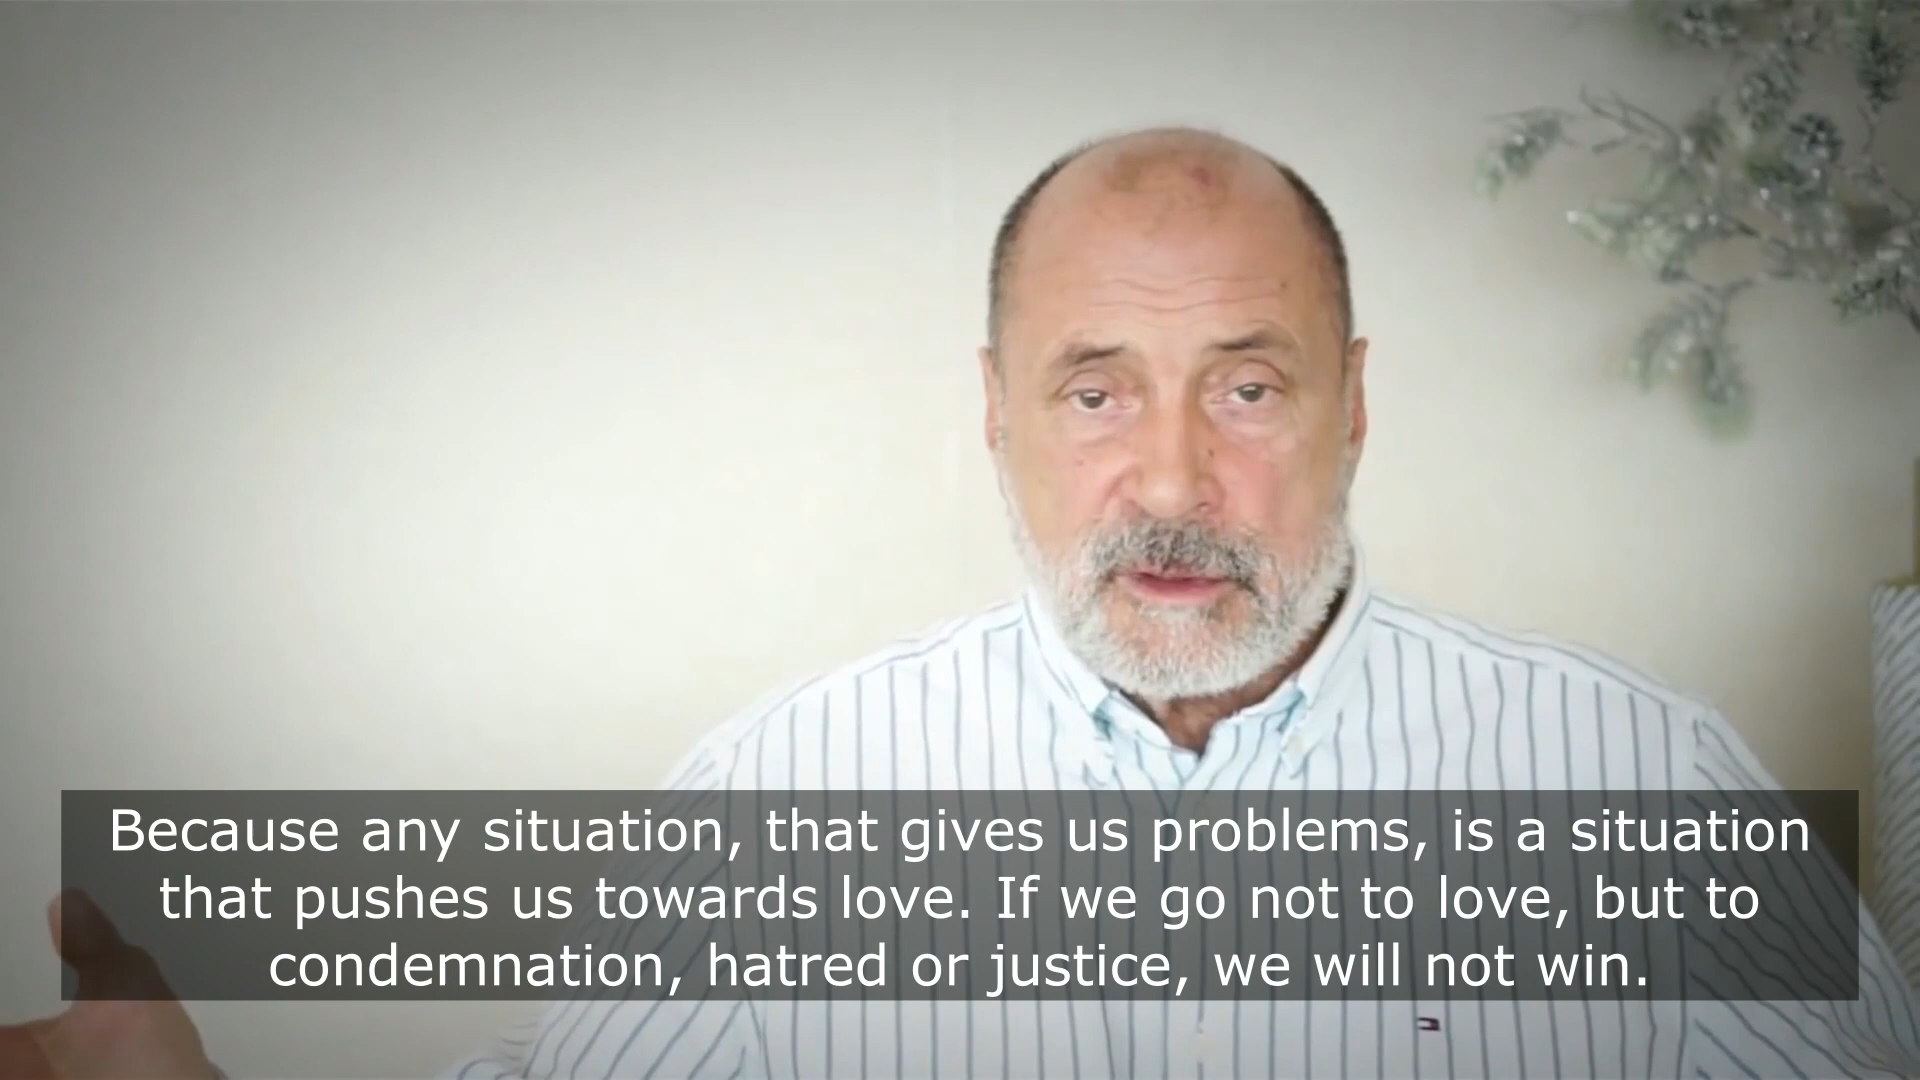 Because any situation, that gives us problems, is a situation
that pushes us towards love. If we go not to love, but to
condemnation, hatred or justice, we will not win.